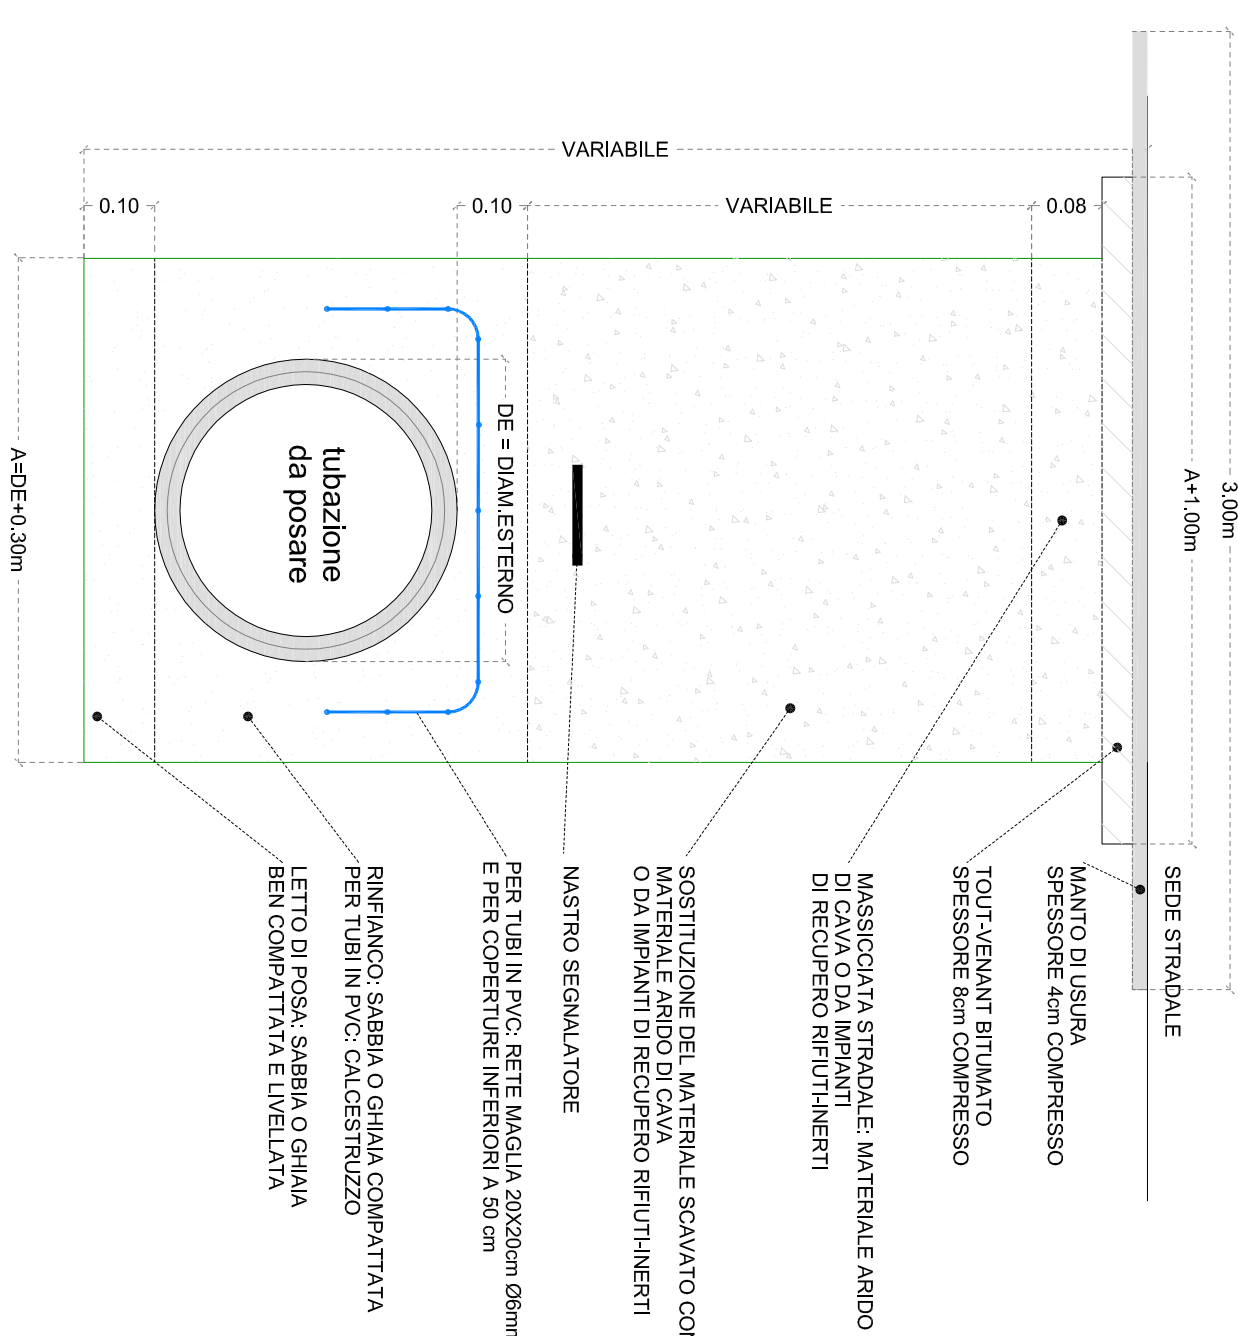 3.00m
A+1.00m
SEDE STRADALE
MANTO DI USURA
SPESSORE 4cm COMPRESSO
TOUT-VENANT BITUMATO
SPESSORE 8cm COMPRESSO
MASSICCIATA STRADALE: MATERIALE ARIDO
DI CAVA O DA IMPIANTI
DI RECUPERO RIFIUTI-INERTI
SOSTITUZIONE DEL MATERIALE SCAVATO CON
MATERIALE ARIDO DI CAVA
O DA IMPIANTI DI RECUPERO RIFIUTI-INERTI
NASTRO SEGNALATORE
PER TUBI IN PVC: RETE MAGLIA 20X20cm Ø6mm
E PER COPERTURE INFERIORI A 50 cm
RINFIANCO: SABBIA O GHIAIA COMPATTATA
PER TUBI IN PVC: CALCESTRUZZO
LETTO DI POSA: SABBIA O GHIAIA
BEN COMPATTATA E LIVELLATA
VARIABILE
0.08
VARIABILE
0.10
0.10
DE = DIAM.ESTERNO
tubazione
da posare
A=DE+0.30m